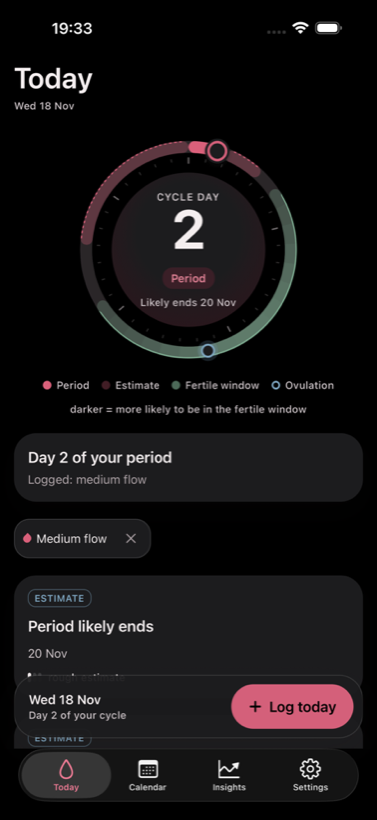 19:33
Today
Wed 18 Nov
CYCLE DAY
2
Period
Likely ends 20 Nov
Period
Estimate
Fertile window
Ovulation
darker = more likely to be in the fertile window
Day 2 of your period
Logged: medium flow
Medium flow
ESTIMATE
Period likely ends
20 Nov
rough estimate
Wed 18 Nov
Day 2 of your cycle
+ Log today
ESTIMATE
Today
Calendar
Insights
Settings